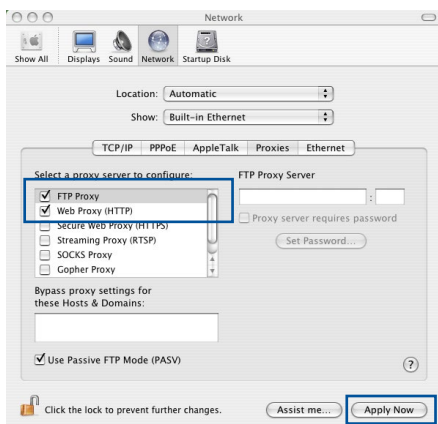 Network
Show All Displays Sound Network Startup Disk
Location: Automatic
Show: Built-in Ethernet
TCP/IP PPPoE AppleTalk Proxies Ethernet
Select a proxy server to configure: FTP Proxy Server
FTP Proxy :
Web Proxy (HTTP) Proxy server requires password
Secure Web Proxy (HTTPS)
Streaming Proxy (RTSP) Set Password...
SOCKS Proxy
Gopher Proxy
Bypass proxy settings for
these Hosts & Domains:
Use Passive FTP Mode (PASV) ?
Click the lock to prevent further changes. Assist me... Apply Now